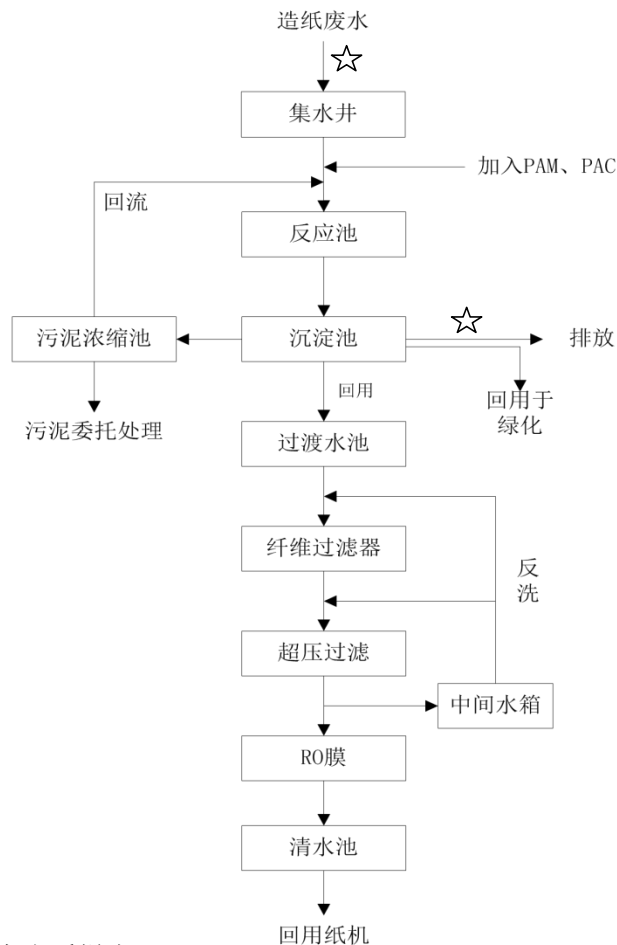 造纸废水
集水井
加入PAM、PAC
回流
反应池
污泥浓缩池
沉淀池
排放
回用
回用于
绿化
污泥委托处理
过渡水池
纤维过滤器
反
洗
超压过滤
中间水箱
RO膜
清水池
回用纸机